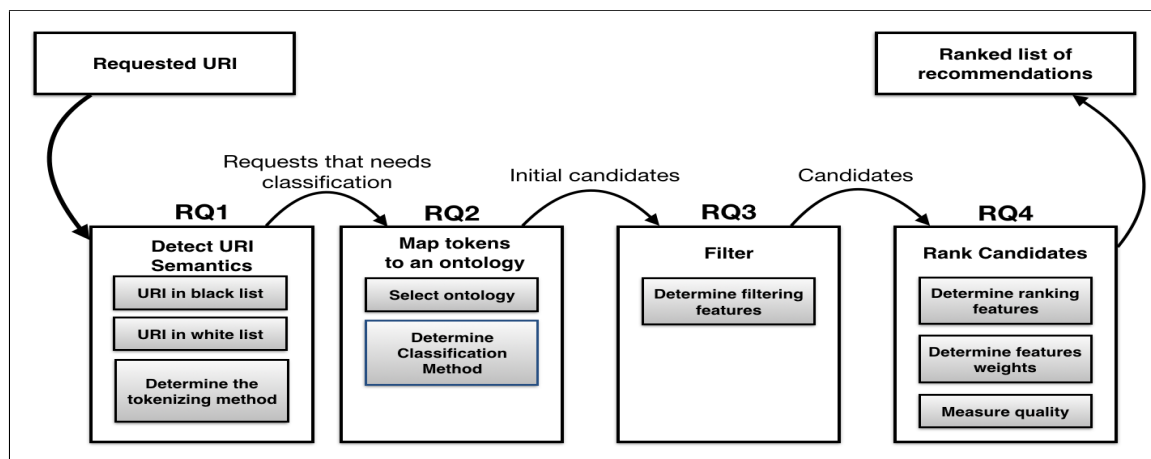 Requested URI
Ranked list of
recommendations
Requests that needs
classification
Initial candidates
Candidates
RQ1
Detect URI
Semantics
URI in black list
URI in white list
Determine the
tokenizing method
RQ2
Map tokens
to an ontology
Select ontology
Determine
Classification
Method
RQ3
Filter
Determine filtering
features
RQ4
Rank Candidates
Determine ranking
features
Determine features
weights
Measure quality